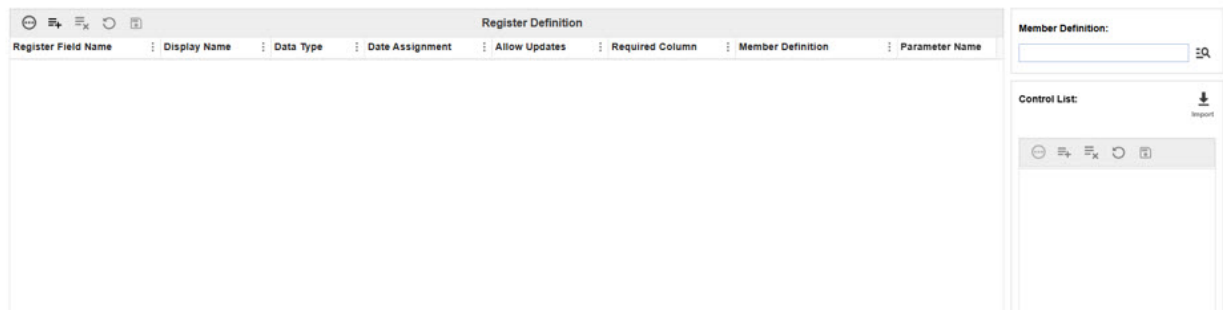 Register Definition
Register Field Name Display Name Data Type Date Assignment Allow Updates Required Column Member Definition Parameter Name
Member Definition:
Control List:
Import